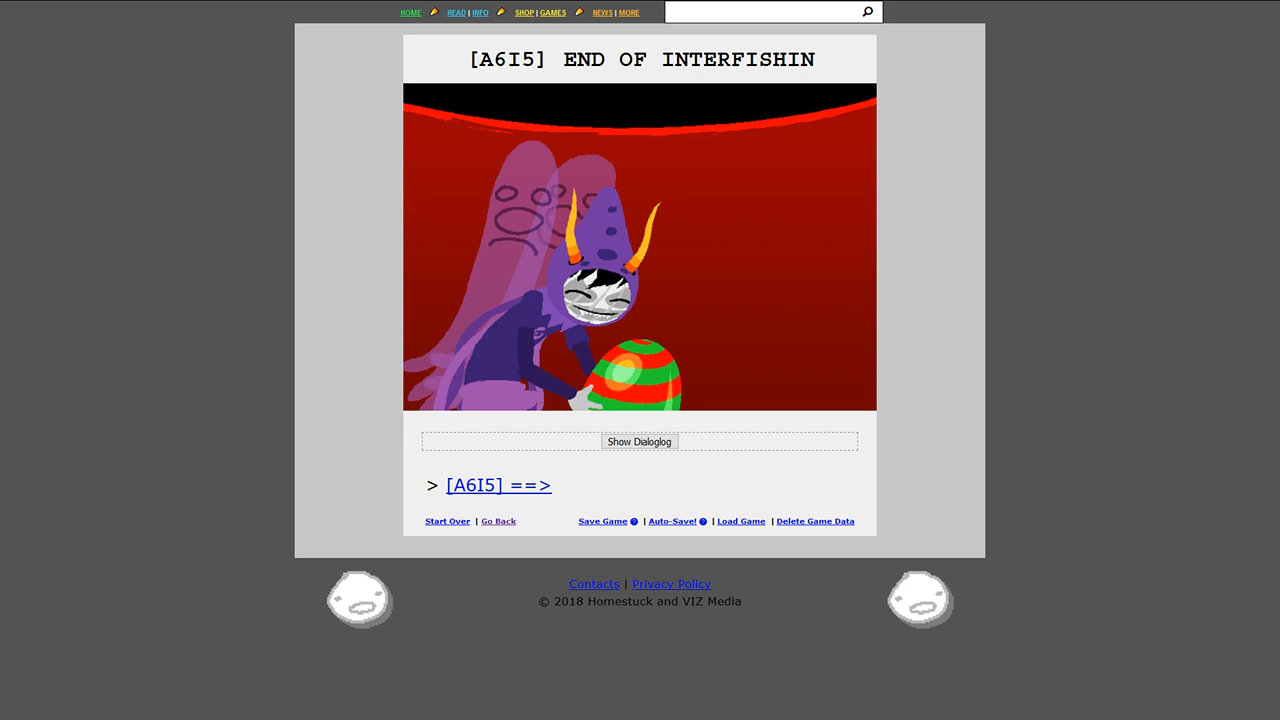 HOME READ | INFO SHOP | GAMES NEWS | MORE
[A6I5] END OF INTERFISHIN
Show Dialoglog
> [A6I5] ==>
Start Over | Go Back Save Game ? | Auto-Save! ? | Load Game | Delete Game Data
Contacts | Privacy Policy
© 2018 Homestuck and VIZ Media